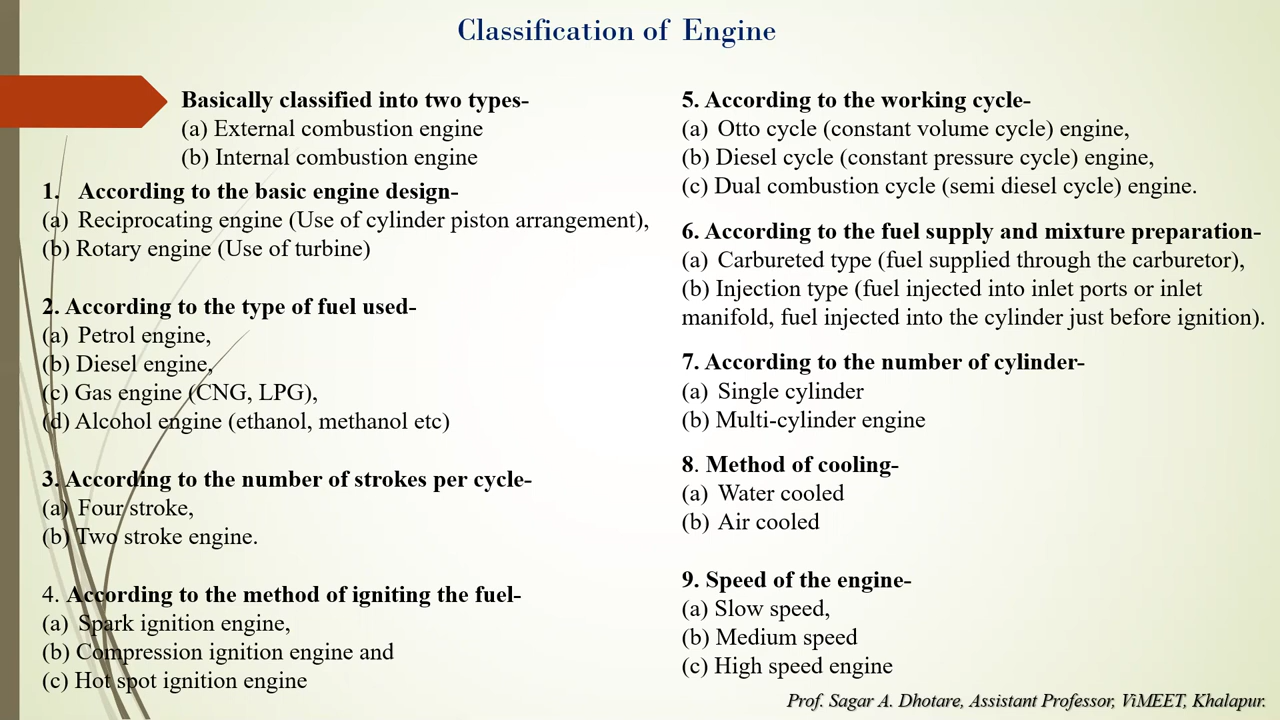 Classification of Engine
Basically classified into two types-
(a) External combustion engine
(b) Internal combustion engine
1. According to the basic engine design-
(a) Reciprocating engine (Use of cylinder piston arrangement),
(b) Rotary engine (Use of turbine)
2. According to the type of fuel used-
(a) Petrol engine,
(b) Diesel engine,
(c) Gas engine (CNG, LPG),
(d) Alcohol engine (ethanol, methanol etc)
3. According to the number of strokes per cycle-
(a) Four stroke,
(b) Two stroke engine.
4. According to the method of igniting the fuel-
(a) Spark ignition engine,
(b) Compression ignition engine and
(c) Hot spot ignition engine
5. According to the working cycle-
(a) Otto cycle (constant volume cycle) engine,
(b) Diesel cycle (constant pressure cycle) engine,
(c) Dual combustion cycle (semi diesel cycle) engine.
6. According to the fuel supply and mixture preparation-
(a) Carbureted type (fuel supplied through the carburetor),
(b) Injection type (fuel injected into inlet ports or inlet
manifold, fuel injected into the cylinder just before ignition).
7. According to the number of cylinder-
(a) Single cylinder
(b) Multi-cylinder engine
8. Method of cooling-
(a) Water cooled
(b) Air cooled
9. Speed of the engine-
(a) Slow speed,
(b) Medium speed
(c) High speed engine
Prof. Sagar A. Dhotare, Assistant Professor, ViMEET, Khalapur.